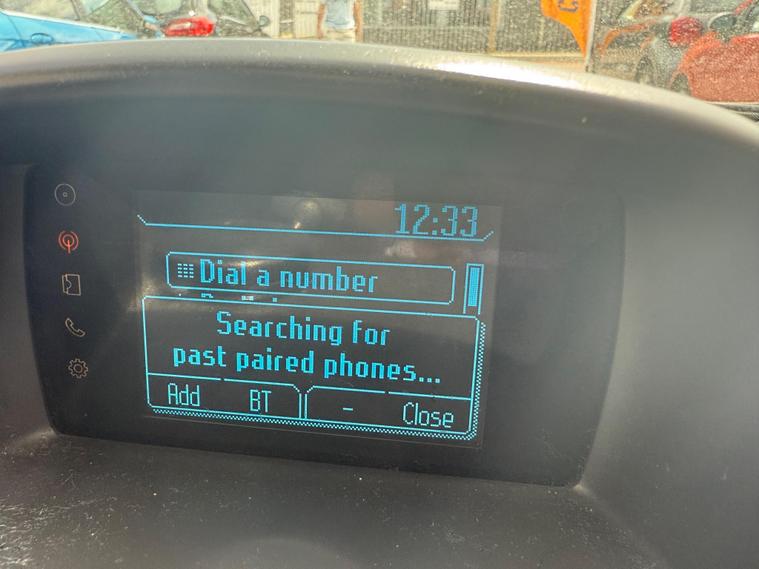 12:33
Dial a number
Searching for
past paired phones...
Add BT - Close